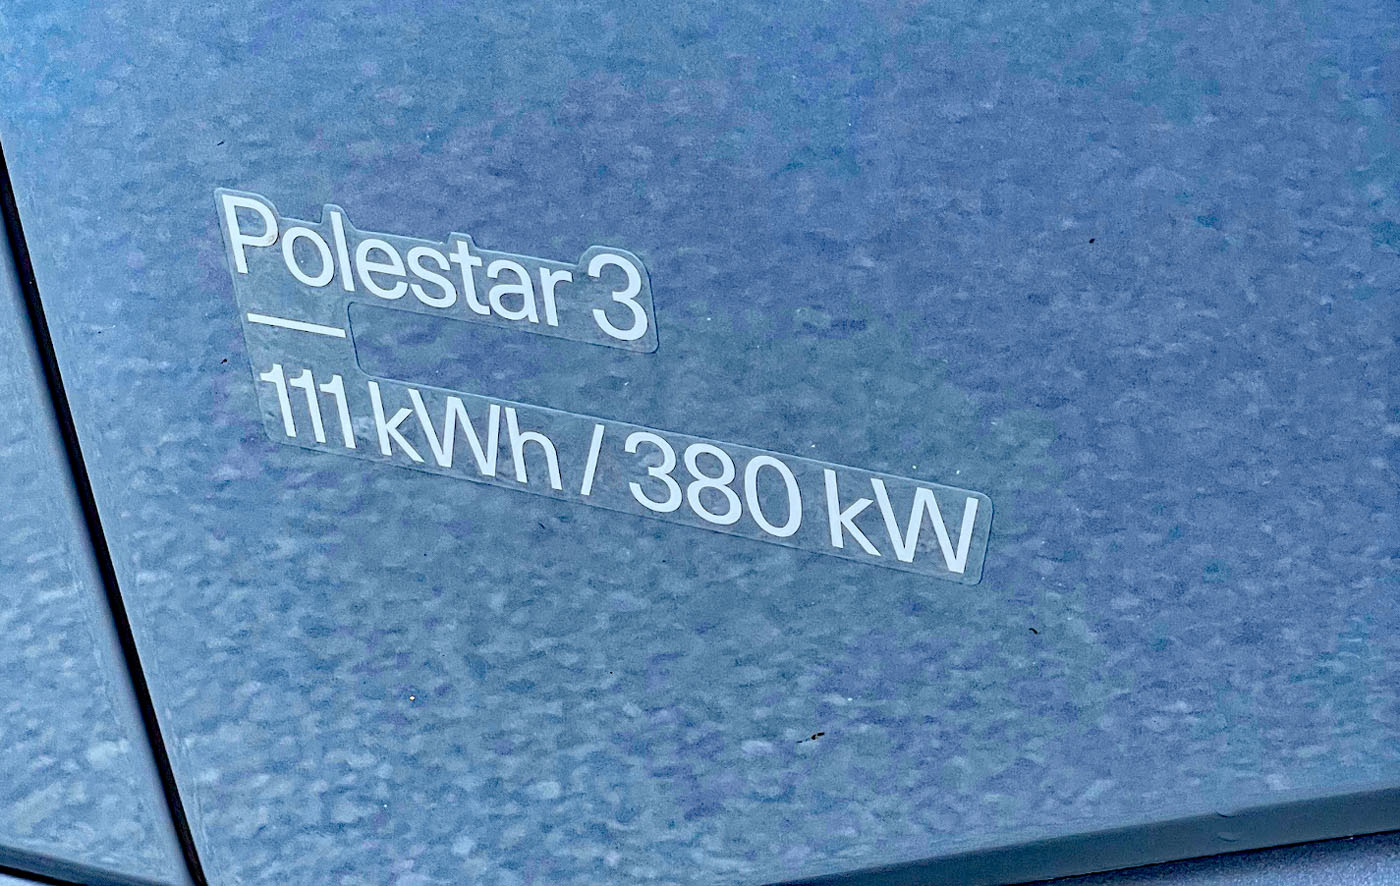 Polestar 3
—
111 kWh / 380 kW